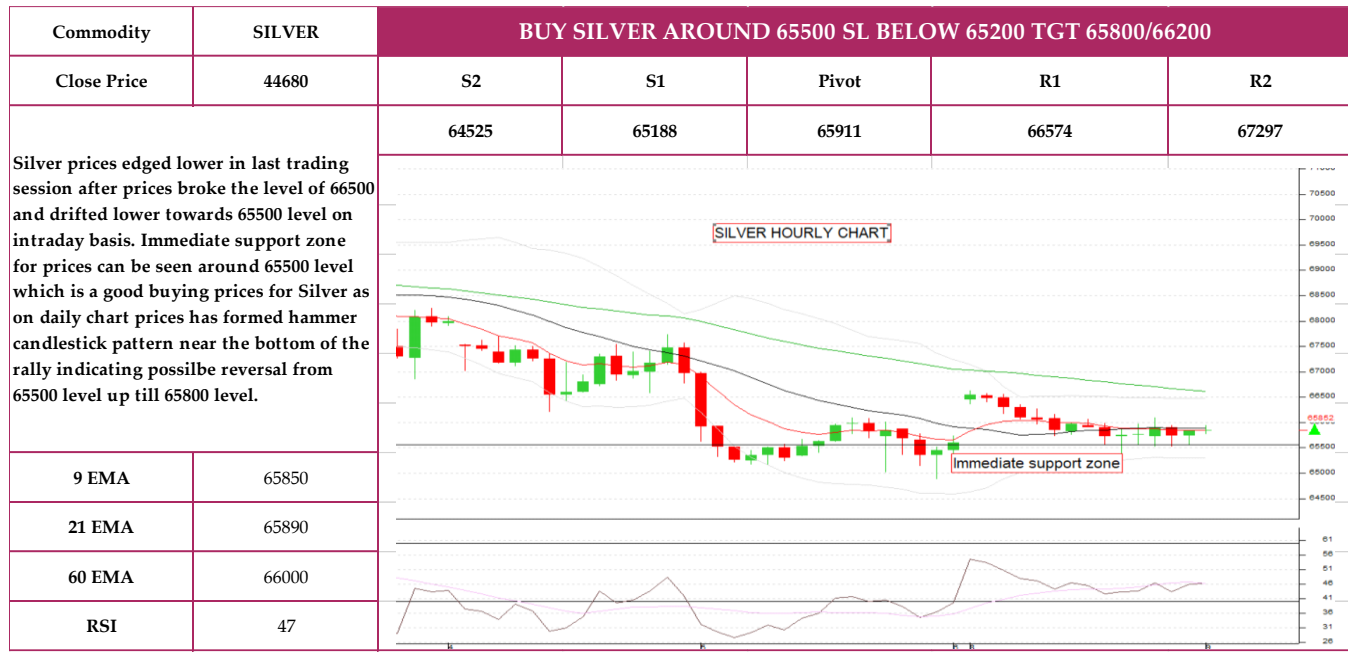 Commodity SILVER BUY SILVER AROUND 65500 SL BELOW 65200 TGT 65800/66200
Close Price 44680 S2 S1 Pivot R1 R2
64525 65188 65911 66574 67297
Silver prices edged lower in last trading
session after prices broke the level of 66500
and drifted lower towards 65500 level on
intraday basis. Immediate support zone
for prices can be seen around 65500 level
which is a good buying prices for Silver as
on daily chart prices has formed hammer
candlestick pattern near the bottom of the
rally indicating possilbe reversal from
65500 level up till 65800 level.
9 EMA 65850
21 EMA 65890
60 EMA 66000
RSI 47
SILVER HOURLY CHART
Immediate support zone
70500
70000
69500
69000
68500
68000
67500
67000
66500
65852
65500
65000
64500
61
56
51
46
41
36
31
26